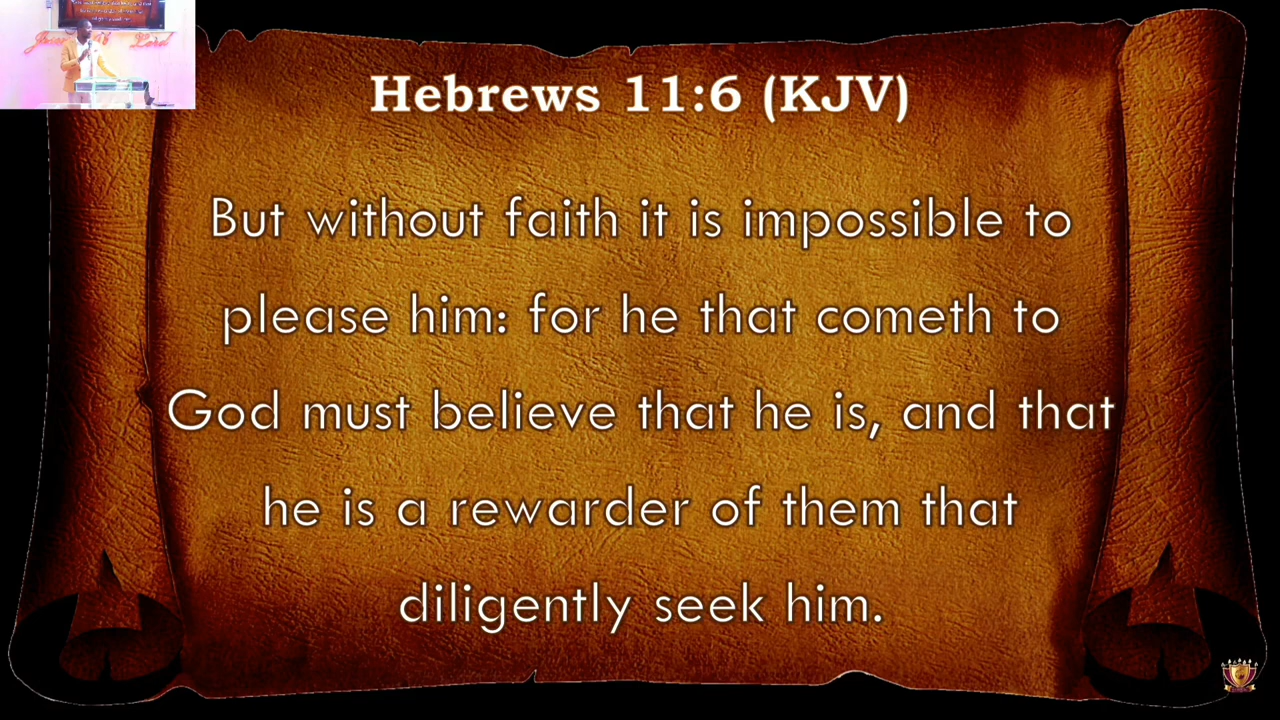 Hebrews 11:6 (KJV)
But without faith it is impossible to
please him: for he that cometh to
God must believe that he is, and that
he is a rewarder of them that
diligently seek him.
Lord